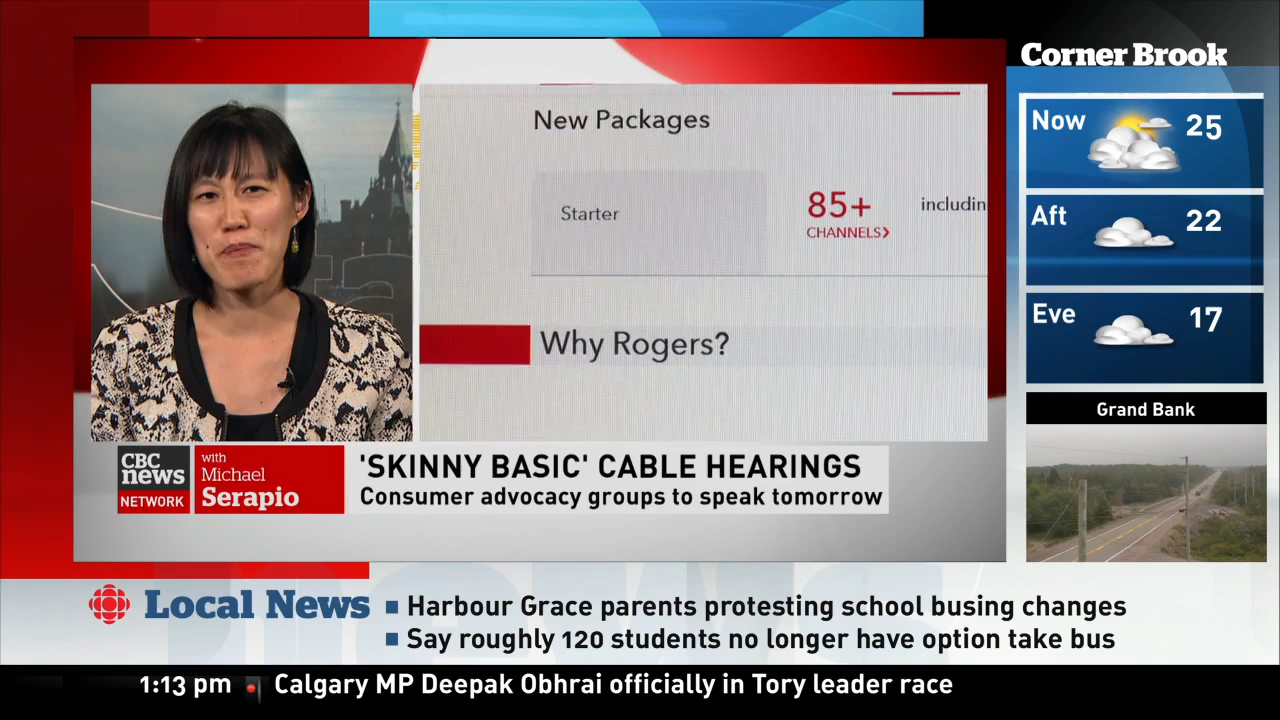 Corner Brook
Now 25
Aft 22
Eve 17
Grand Bank
New Packages
Starter
85+
CHANNELS>
includin
Why Rogers?
CBC
news
NETWORK
with
Michael
Serapio
'SKINNY BASIC' CABLE HEARINGS
Consumer advocacy groups to speak tomorrow
Local News
Harbour Grace parents protesting school busing changes
Say roughly 120 students no longer have option take bus
1:13 pm Calgary MP Deepak Obhrai officially in Tory leader race